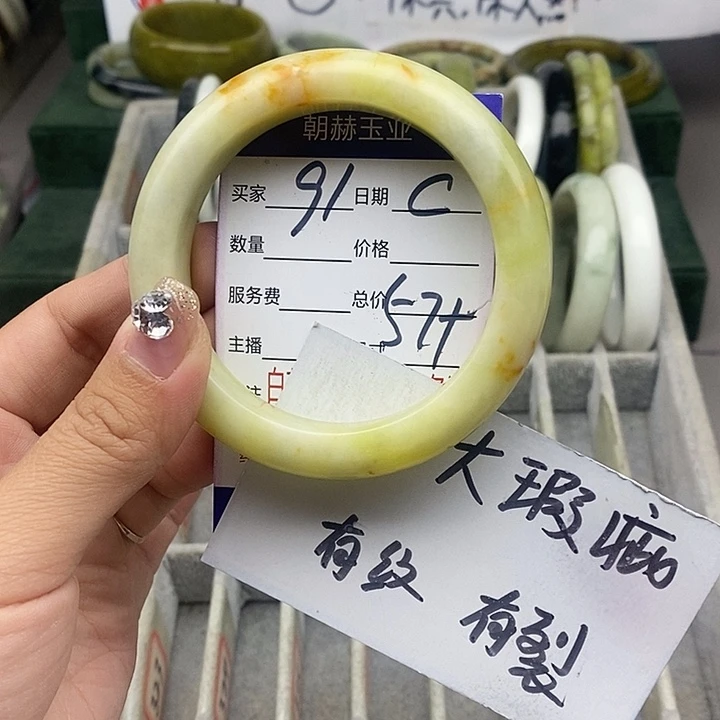 朝赫玉业
买家 91 日期 C
数量 价格
服务费 总价 57+
主播
大瑕疵
有纹
有裂